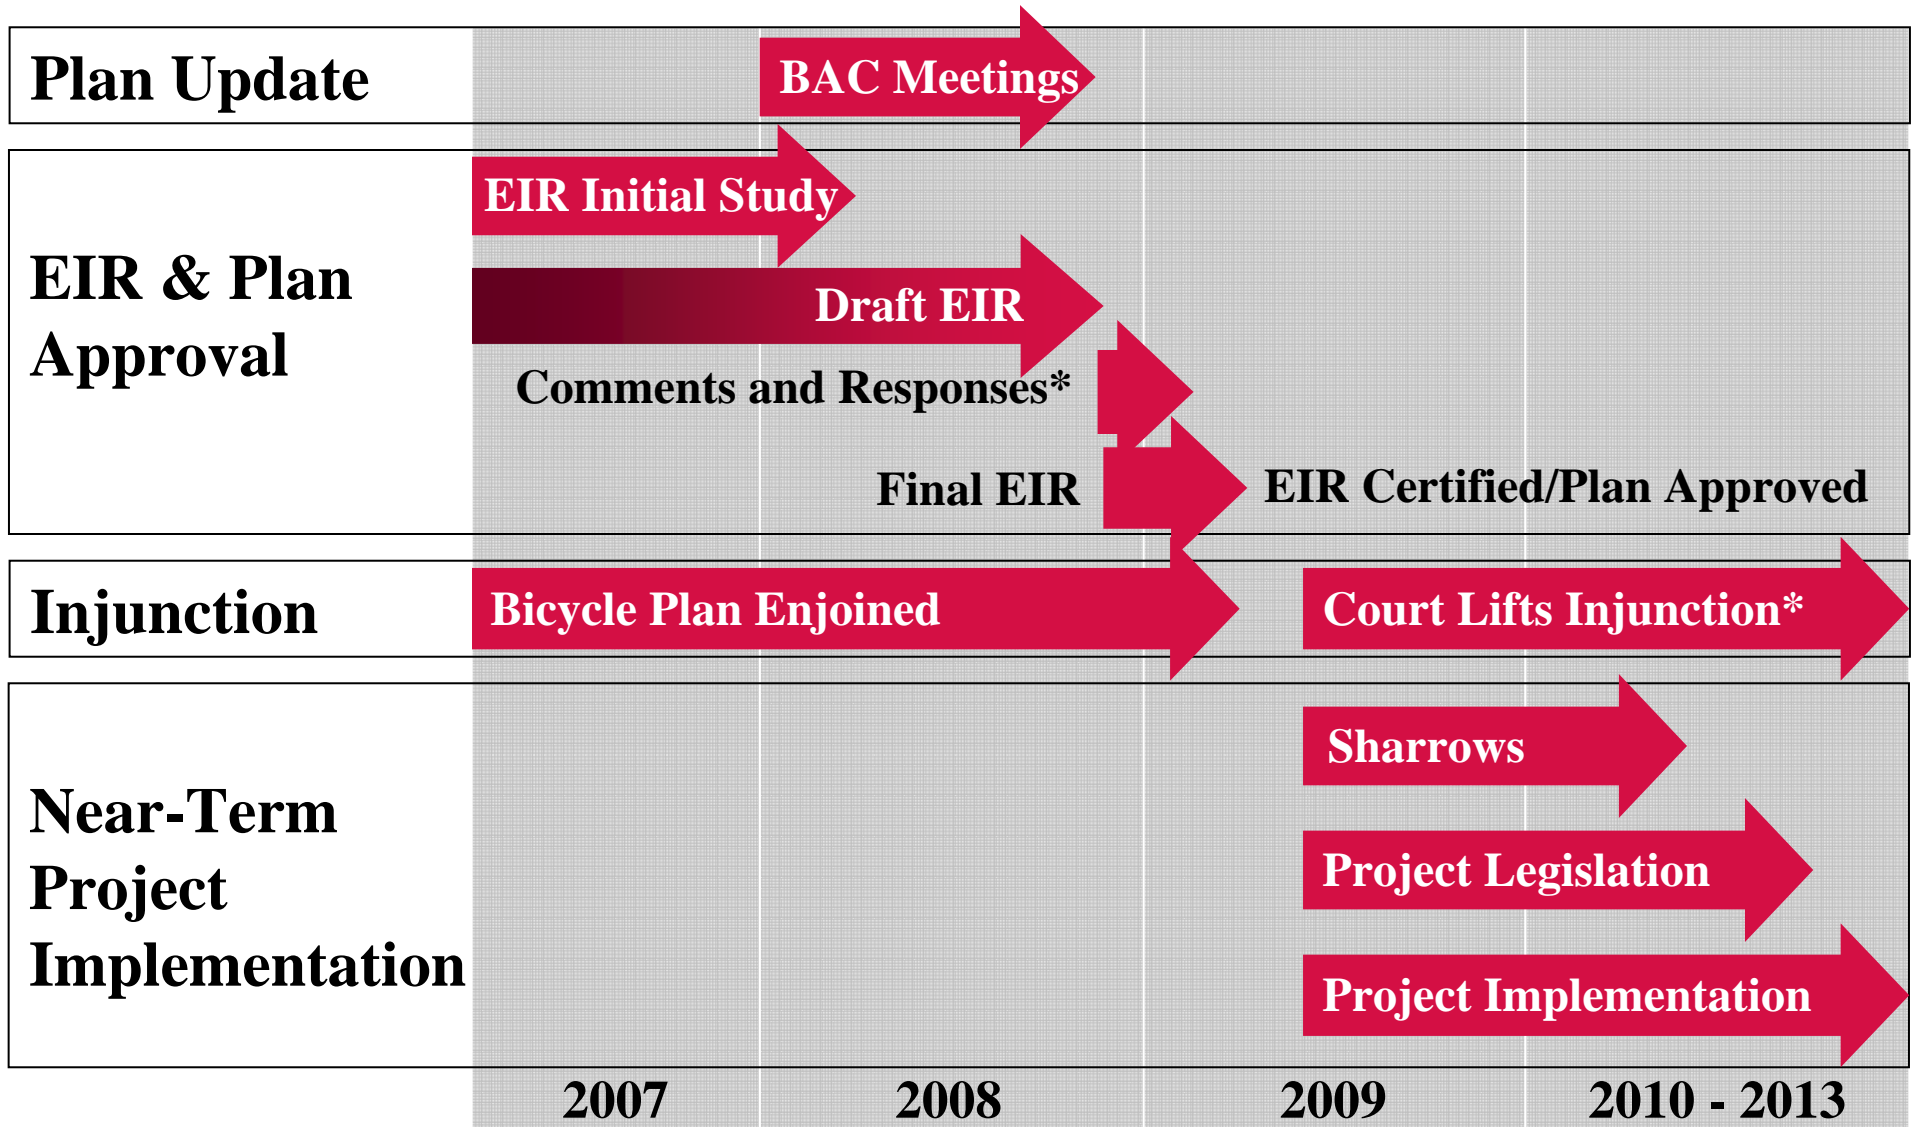 Plan Update
BAC Meetings
EIR & Plan
Approval
EIR Initial Study
Draft EIR
Comments and Responses*
Final EIR
EIR Certified/Plan Approved
Injunction
Bicycle Plan Enjoined
Court Lifts Injunction*
Near-Term
Project
Implementation
Sharrows
Project Legislation
Project Implementation
2007
2008
2009
2010 - 2013